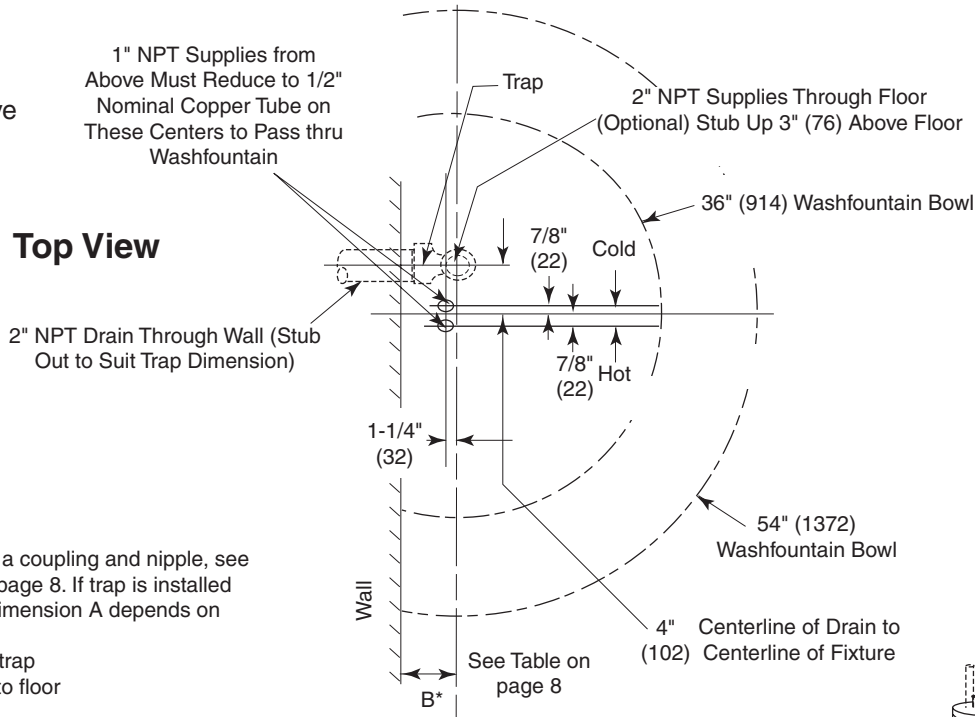 1" NPT Supplies from
Above Must Reduce to 1/2"
Nominal Copper Tube on
These Centers to Pass thru
Washfountain
Trap
2" NPT Supplies Through Floor
(Optional) Stub Up 3" (76) Above Floor
36" (914) Washfountain Bowl
Top View
7/8"
(22)
Cold
2" NPT Drain Through Wall (Stub
Out to Suit Trap Dimension)
7/8"
(22)
Hot
1-1/4"
(32)
54" (1372)
Washfountain Bowl
a coupling and nipple, see
page 8. If trap is installed
imension A depends on
trap
to floor
Wall
4"
(102)
Centerline of Drain to
Centerline of Fixture
See Table on
page 8
B*